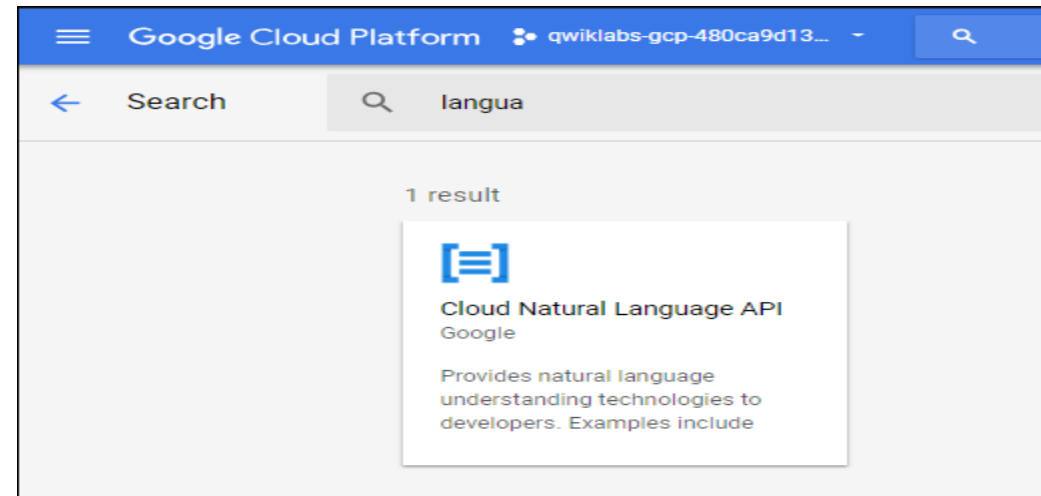 Google Cloud Platform qwiklabs-gcp-480ca9d13...
Search langua
1 result
Cloud Natural Language API
Google
Provides natural language
understanding technologies to
developers. Examples include